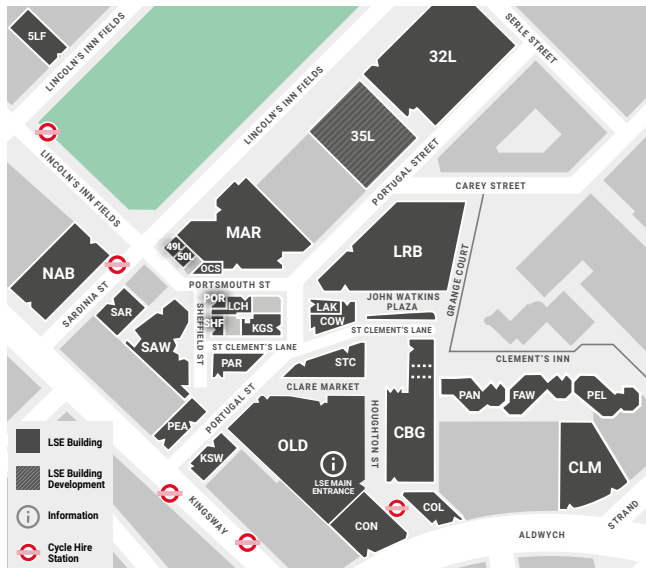 5LF
LINCOLN'S INN FIELDS
SERLE STREET
32L
LINCOLN'S INN FIELDS
35L
PORTUGAL STREET
LINCOLN'S INN FIELDS
CAREY STREET
MAR
49L
50L
OCS
LRB
GRANGE COURT
NAB
SARDINIA ST
PORTSMOUTH ST
POR
LCH
SHF
KGS
SHEFFIELD ST
LAK
COW
JOHN WATKINS
PLAZA
ST CLEMENT'S LANE
SAR
SAW
ST CLEMENT'S LANE
PAR
STC
CLEMENT'S INN
CLARE MARKET
PORTUGAL ST
PEA
KSW
OLD
LSE MAIN
ENTRANCE
HOUGHTON ST
CBG
PAN
FAW
PEL
CLM
CON
COL
KINGSWAY
ALDWYCH
STRAND
LSE Building
LSE Building
Development
Information
Cycle Hire
Station